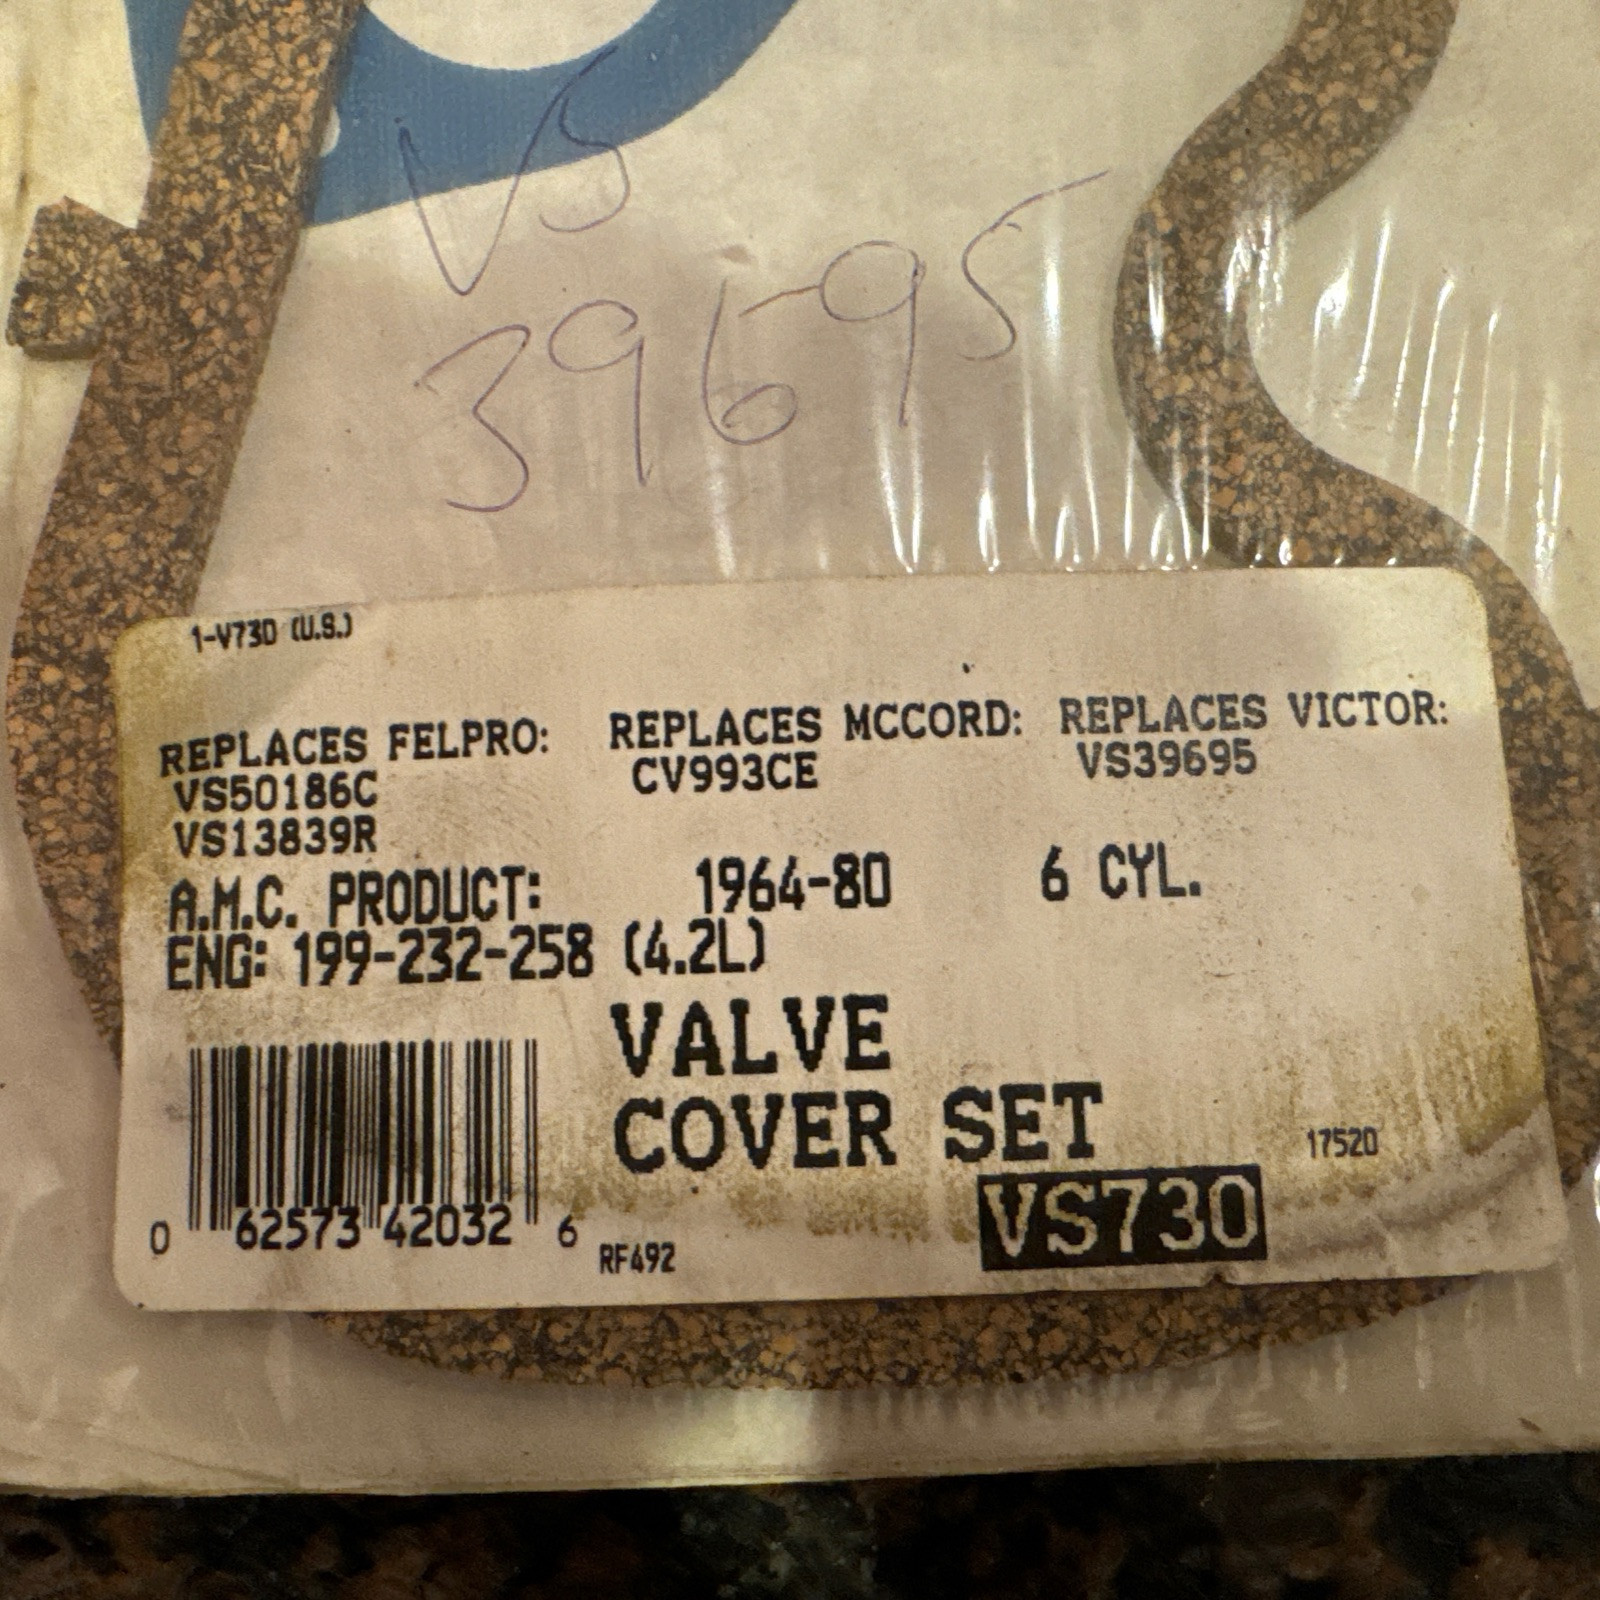 VS
39695
1-V73D (U.S.)
REPLACES FELPRO: REPLACES MCCORD: REPLACES VICTOR:
VS50186C CV993CE VS39695
VS13839R
A.M.C. PRODUCT: 1964-80 6 CYL.
ENG: 199-232-258 (4.2L)
VALVE
COVER SET
17520
VS730
0 62573 42032 6
RF492